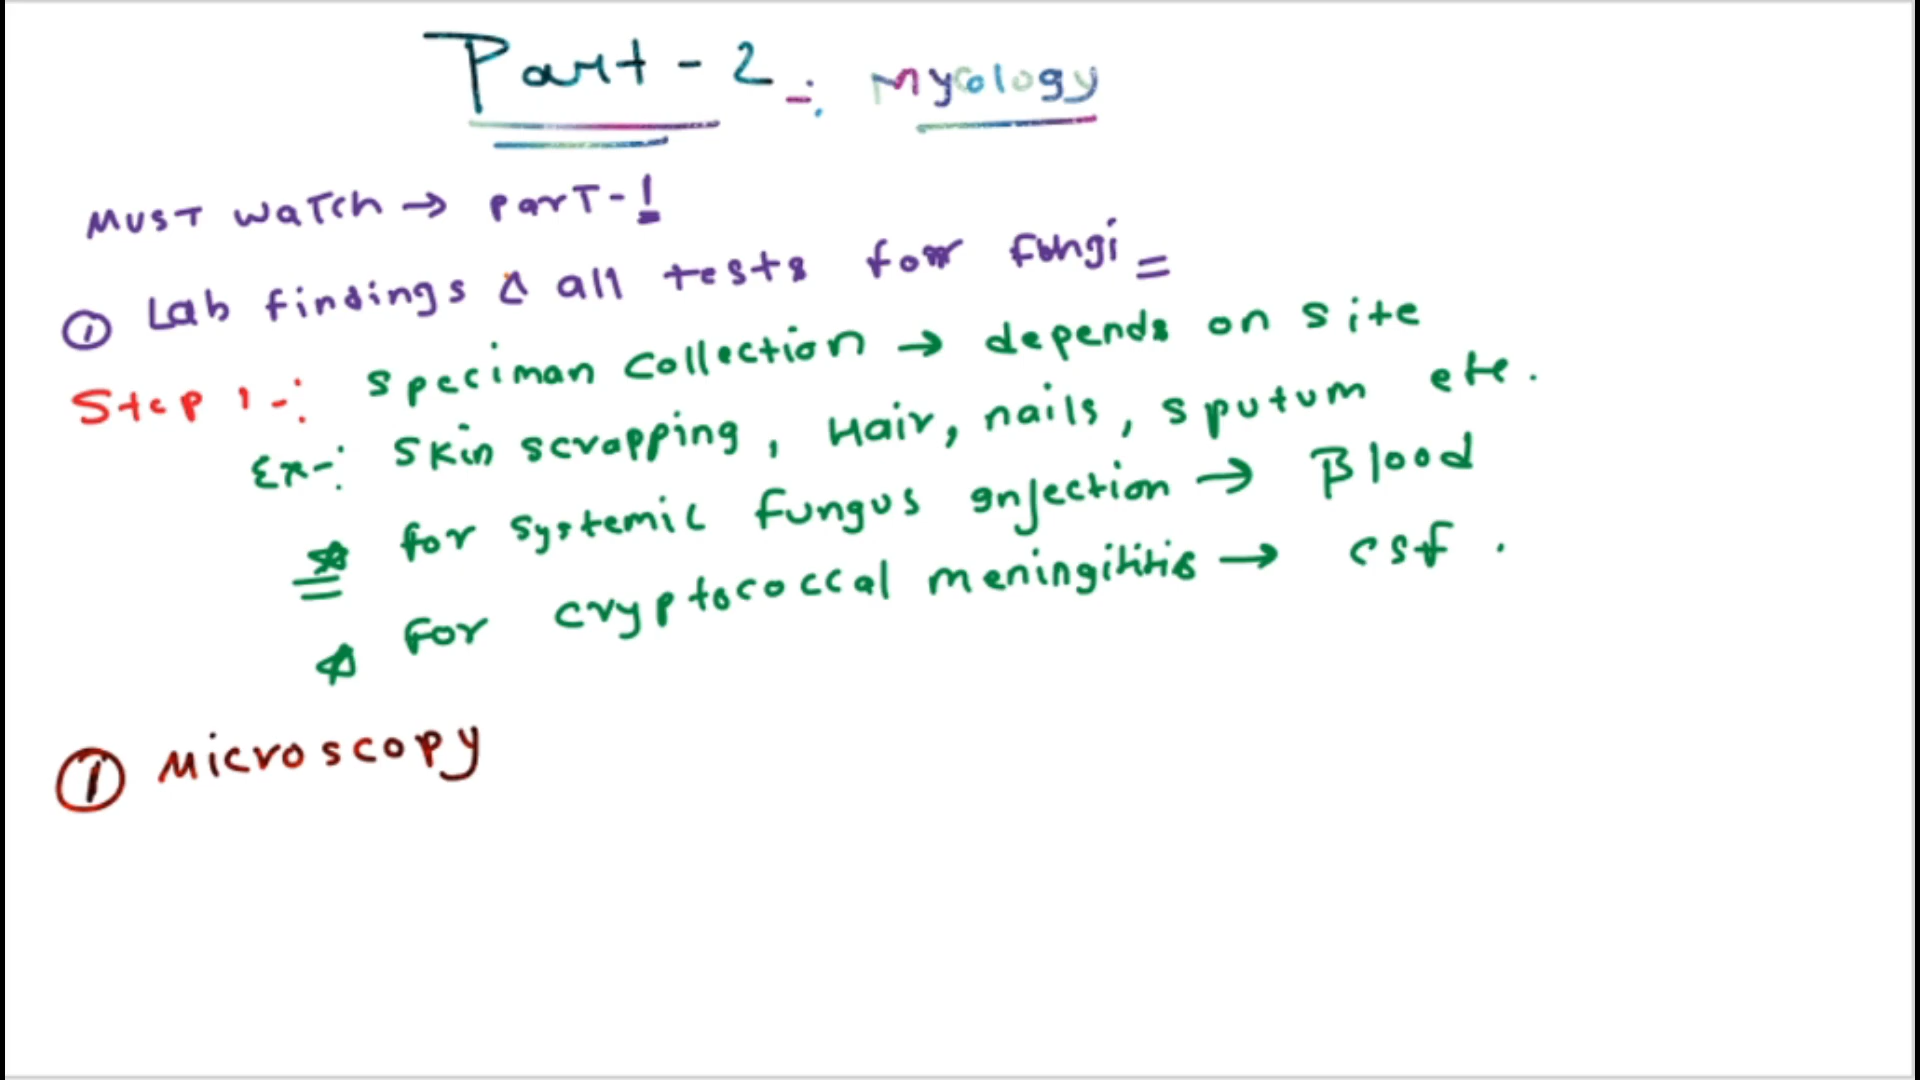 Part - 2 -: Mycology
MUST WATCh → ParT-1
① Lab findings & all tests for fungi =
Step 1 -: Speciman Collection → depends on site
Ex-: Skin scrapping, Hair, nails, sputum etc.
for systemic fungus Injection → Blood
For cryptococcal meningititis → csf .
① Microscopy